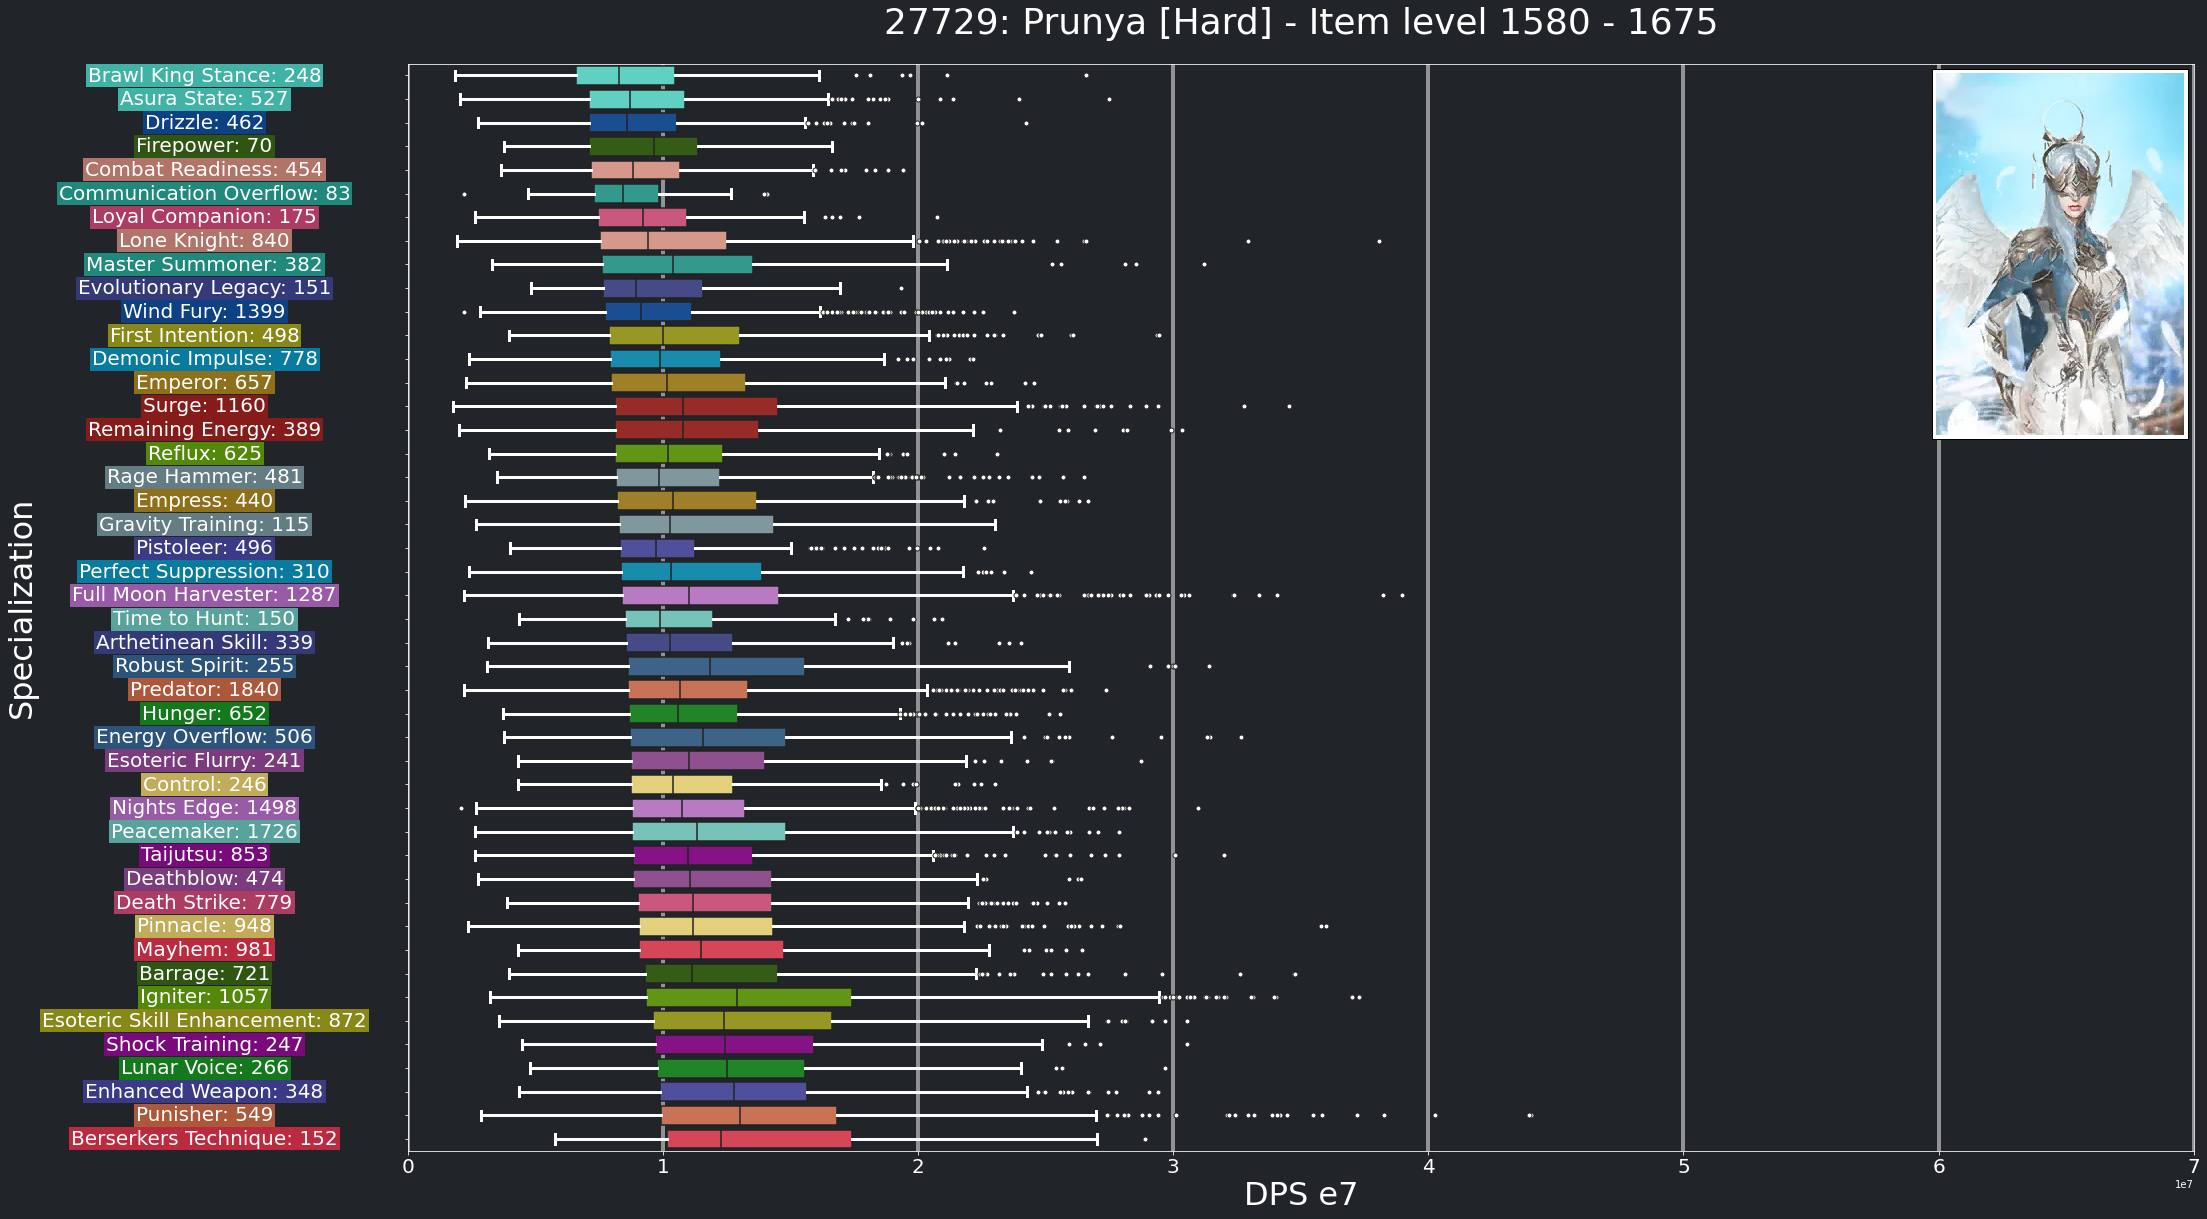 27729: Prunya [Hard] - Item level 1580 - 1675
Specialization
Brawl King Stance: 248
Asura State: 527
Drizzle: 462
Firepower: 70
Combat Readiness: 454
Communication Overflow: 83
Loyal Companion: 175
Lone Knight: 840
Master Summoner: 382
Evolutionary Legacy: 151
Wind Fury: 1399
First Intention: 498
Demonic Impulse: 778
Emperor: 657
Surge: 1160
Remaining Energy: 389
Reflux: 625
Rage Hammer: 481
Empress: 440
Gravity Training: 115
Pistoleer: 496
Perfect Suppression: 310
Full Moon Harvester: 1287
Time to Hunt: 150
Arthetinean Skill: 339
Robust Spirit: 255
Predator: 1840
Hunger: 652
Energy Overflow: 506
Esoteric Flurry: 241
Control: 246
Nights Edge: 1498
Peacemaker: 1726
Taijutsu: 853
Deathblow: 474
Death Strike: 779
Pinnacle: 948
Mayhem: 981
Barrage: 721
Igniter: 1057
Esoteric Skill Enhancement: 872
Shock Training: 247
Lunar Voice: 266
Enhanced Weapon: 348
Punisher: 549
Berserkers Technique: 152
0 1 2 3 4 5 6 7
1e7
DPS e7